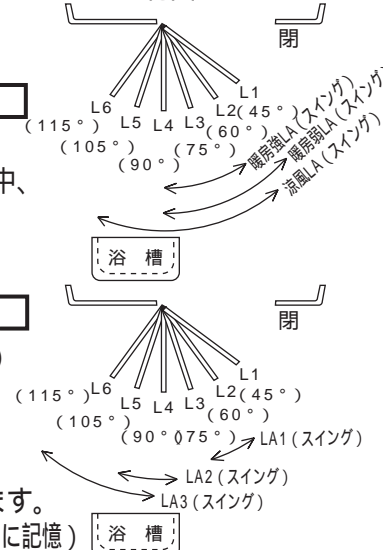 閉
L1
L6 L2(45°)
L5 L4 L3
(115°) (60°)
(105°) (75°)
(90°)
暖房強LA(スイング)
暖房弱LA(スイング)
涼風LA(スイング)
中、
浴 槽
閉
)
L1
(115°)L6 L2(45°)
L5 L4 L3
(105°) (60°)
(90°)(75°)
LA1(スイング)
LA2(スイング)
LA3(スイング)
ます。
に記憶)
浴 槽